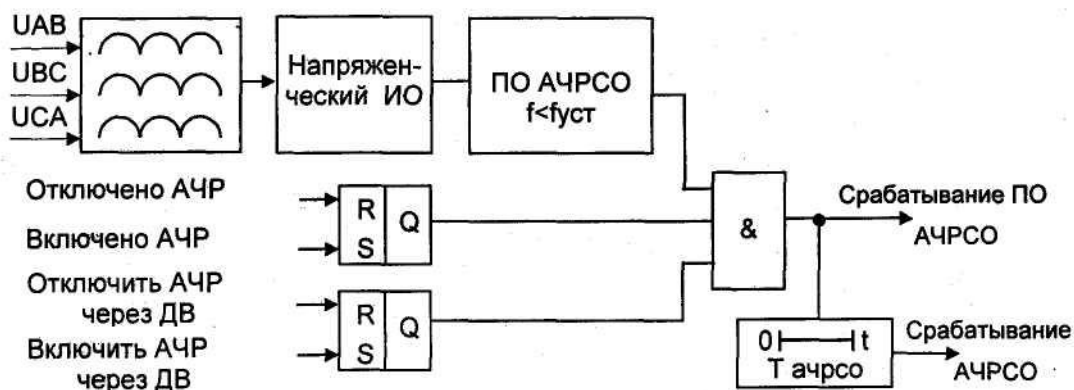 UAB
UBC
UCA
Напряжен-
ческий ИО
ПО АЧРСО
f<fуст
Отключено АЧР
Включено АЧР
Отключить АЧР
через ДВ
Включить АЧР
через ДВ
R
S
Q
R
S
Q
&
Срабатывание ПО
АЧРСО
0 t
Т ачрсо
Срабатывание
АЧРСО